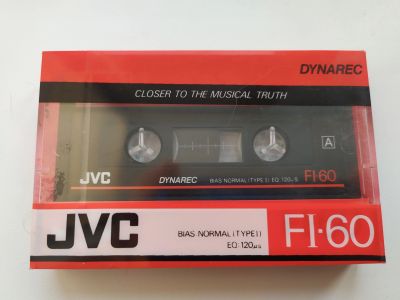 DYNAREC
CLOSER TO THE MUSICAL TRUTH
A
JVC DYNAREC BIAS NORMAL (TYPE I) EQ: 120µs FI·60
JVC BIAS: NORMAL (TYPE I) FI·60
EQ: 120µs